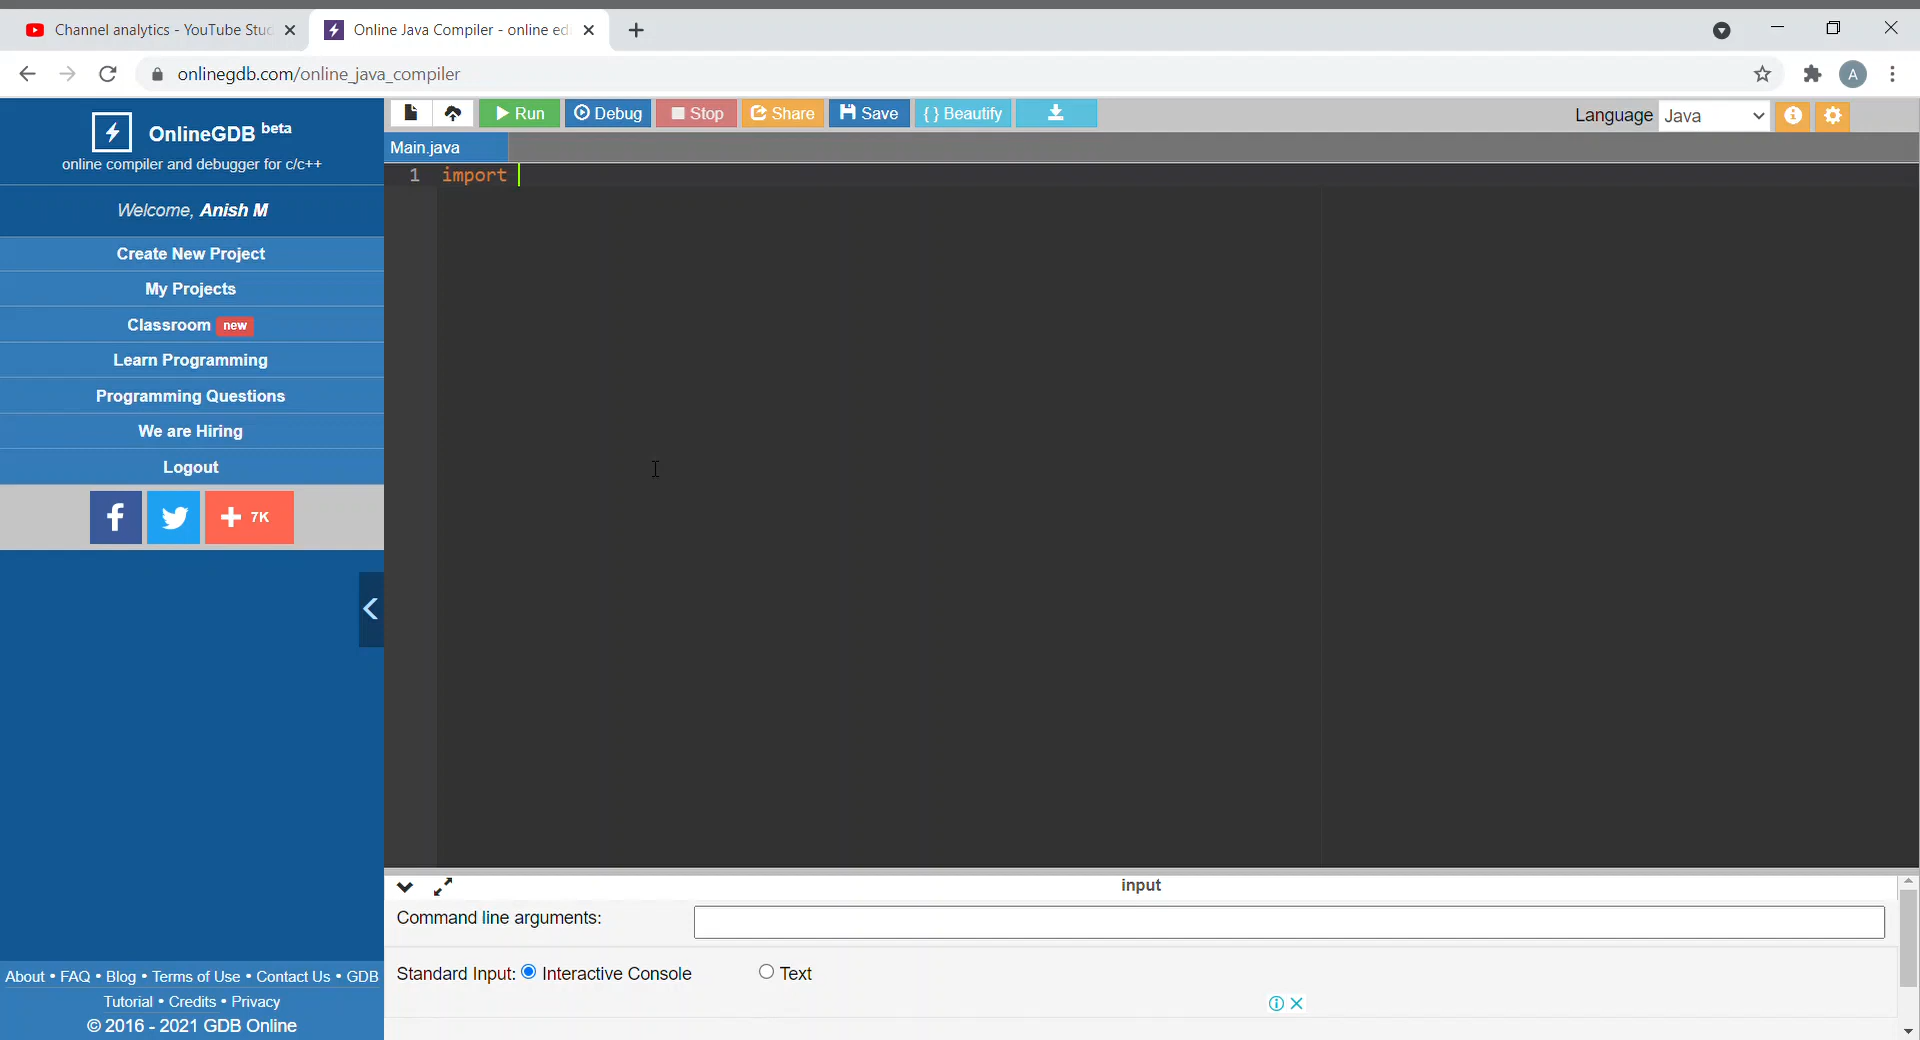 Channel analytics - YouTube Stu
Online Java Compiler - online ed
onlinegdb.com/online_java_compiler
A
OnlineGDB beta
online compiler and debugger for c/c++
Welcome, Anish M
Create New Project
My Projects
Classroom new
Learn Programming
Programming Questions
We are Hiring
Logout
f + 7K
About • FAQ • Blog • Terms of Use • Contact Us • GDB
Tutorial • Credits • Privacy
© 2016 - 2021 GDB Online
Run Debug Stop Share Save { } Beautify
Language Java
Main.java
1 import
input
Command line arguments:
Standard Input: Interactive Console Text